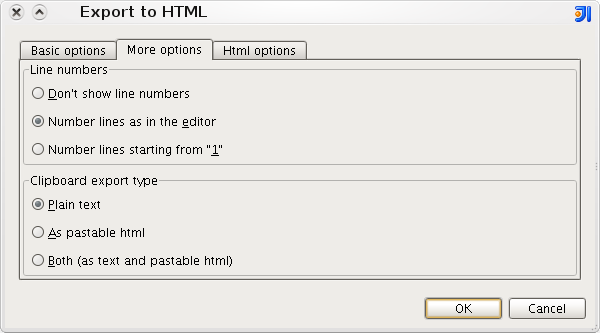 Export to HTML
Basic options
More options
Html options
Line numbers
Don't show line numbers
Number lines as in the editor
Number lines starting from "1"
Clipboard export type
Plain text
As pastable html
Both (as text and pastable html)
OK
Cancel